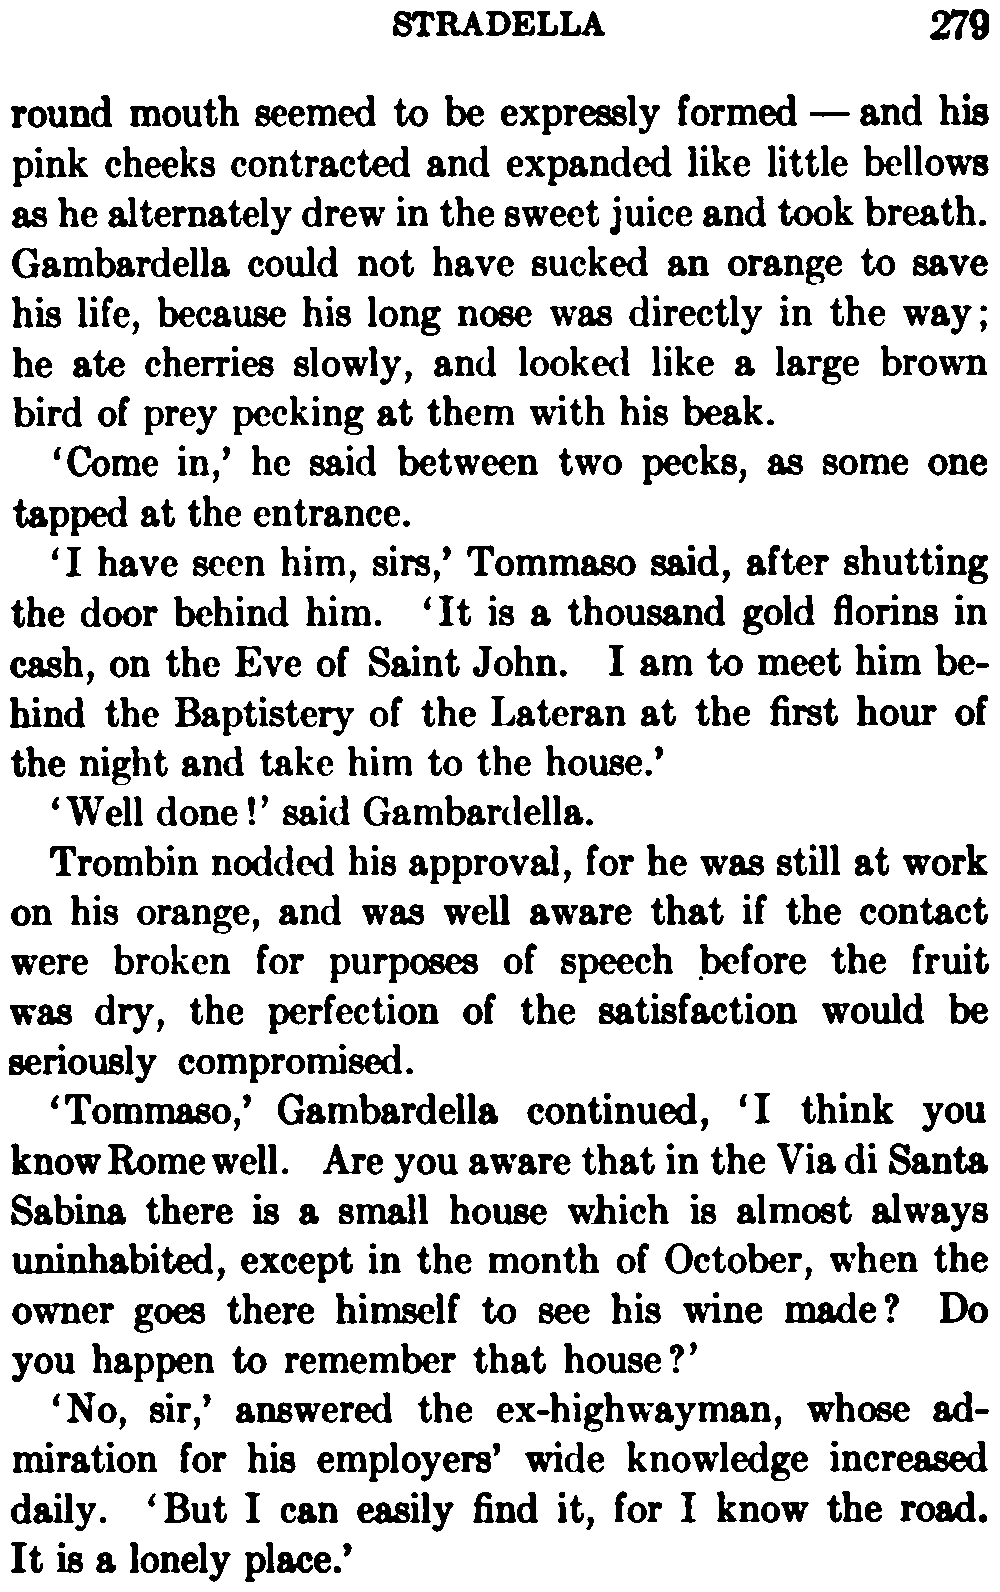 STRADELLA 279
round mouth seemed to be expressly formed — and his
pink cheeks contracted and expanded like little bellows
as he alternately drew in the sweet juice and took breath.
Gambardella could not have sucked an orange to save
his life, because his long nose was directly in the way;
he ate cherries slowly, and looked like a large brown
bird of prey pecking at them with his beak.
‘Come in,’ he said between two pecks, as some one
tapped at the entrance.
‘I have seen him, sirs,’ Tommaso said, after shutting
the door behind him. ‘It is a thousand gold florins in
cash, on the Eve of Saint John. I am to meet him be-
hind the Baptistery of the Lateran at the first hour of
the night and take him to the house.’
‘Well done!’ said Gambardella.
Trombin nodded his approval, for he was still at work
on his orange, and was well aware that if the contact
were broken for purposes of speech before the fruit
was dry, the perfection of the satisfaction would be
seriously compromised.
‘Tommaso,’ Gambardella continued, ‘I think you
know Rome well. Are you aware that in the Via di Santa
Sabina there is a small house which is almost always
uninhabited, except in the month of October, when the
owner goes there himself to see his wine made? Do
you happen to remember that house?’
‘No, sir,’ answered the ex-highwayman, whose ad-
miration for his employers’ wide knowledge increased
daily. ‘But I can easily find it, for I know the road.
It is a lonely place.’